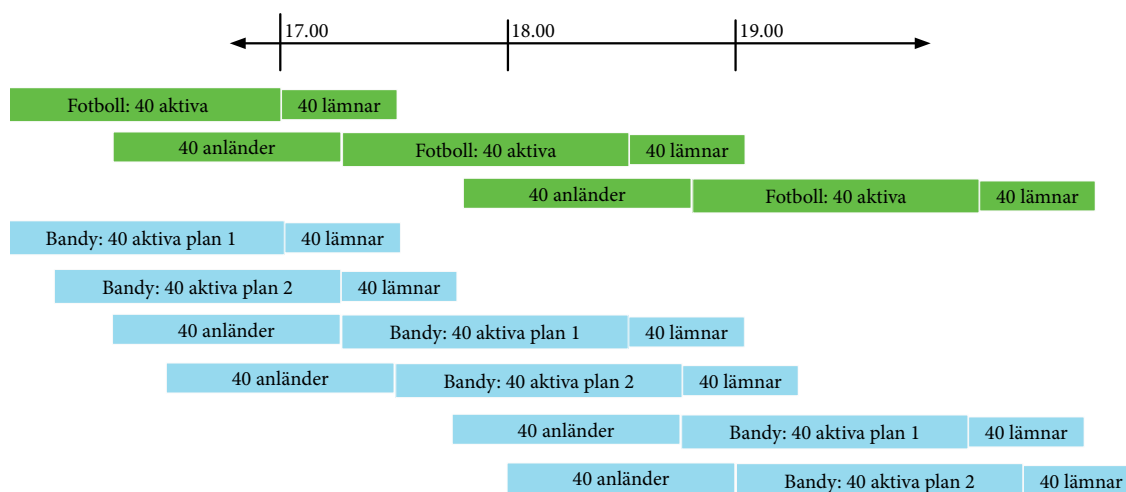 17.00 18.00 19.00
Fotboll: 40 aktiva 40 lämnar
40 anländer Fotboll: 40 aktiva 40 lämnar
40 anländer Fotboll: 40 aktiva 40 lämnar
Bandy: 40 aktiva plan 1 40 lämnar
Bandy: 40 aktiva plan 2 40 lämnar
40 anländer Bandy: 40 aktiva plan 1 40 lämnar
40 anländer Bandy: 40 aktiva plan 2 40 lämnar
40 anländer Bandy: 40 aktiva plan 1 40 lämnar
40 anländer Bandy: 40 aktiva plan 2 40 lämnar